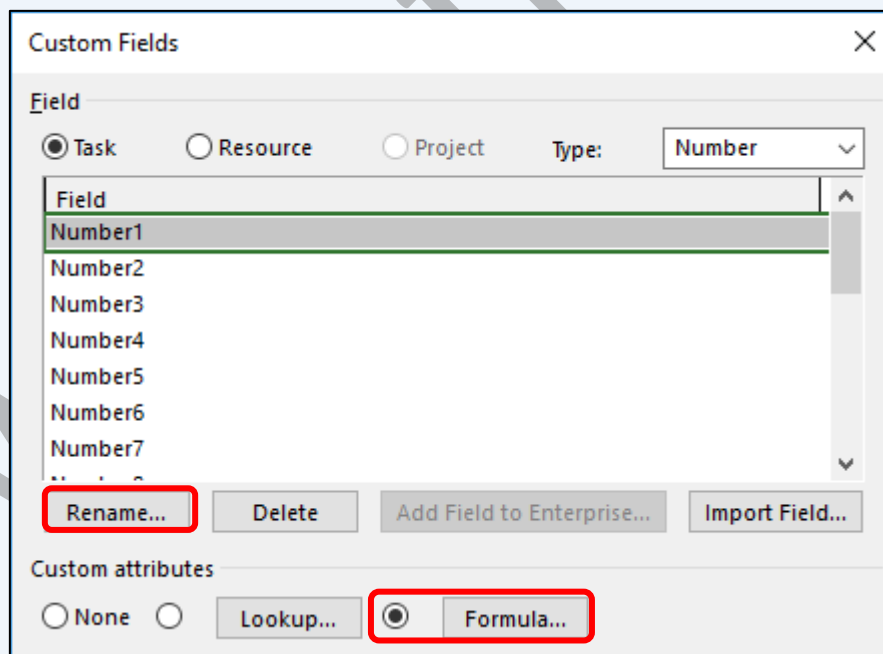 Custom Fields
Field
Task Resource Project Type: Number
Field
Number1
Number2
Number3
Number4
Number5
Number6
Number7
Rename... Delete Add Field to Enterprise... Import Field...
Custom attributes
None Lookup... Formula...